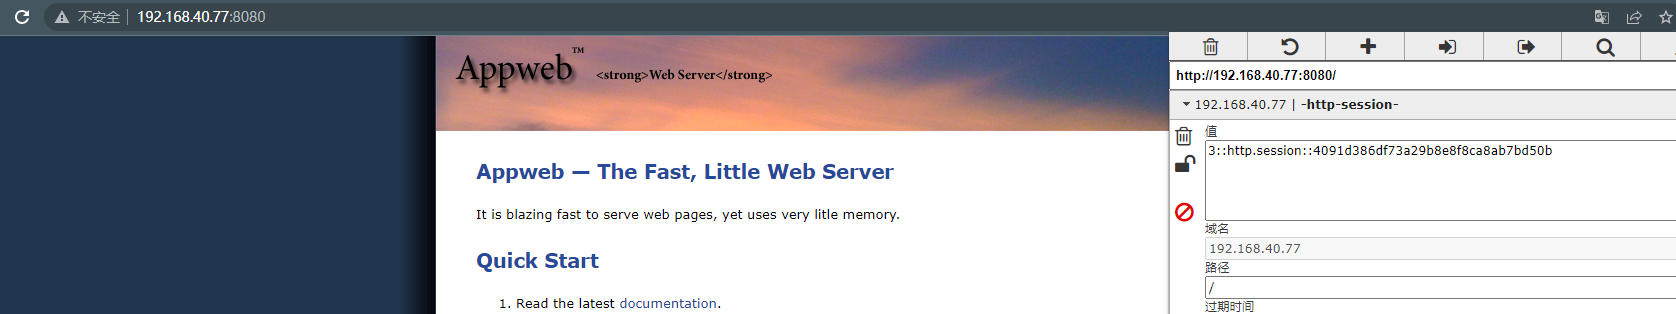 不安全 192.168.40.77:8080
Appweb™ <strong>Web Server</strong>
Appweb — The Fast, Little Web Server
It is blazing fast to serve web pages, yet uses very litle memory.
Quick Start
1. Read the latest documentation.
http://192.168.40.77:8080/
192.168.40.77 | -http-session-
值
3::http.session::4091d386df73a29b8e8f8ca8ab7bd50b
域名
192.168.40.77
路径
/
过期时间